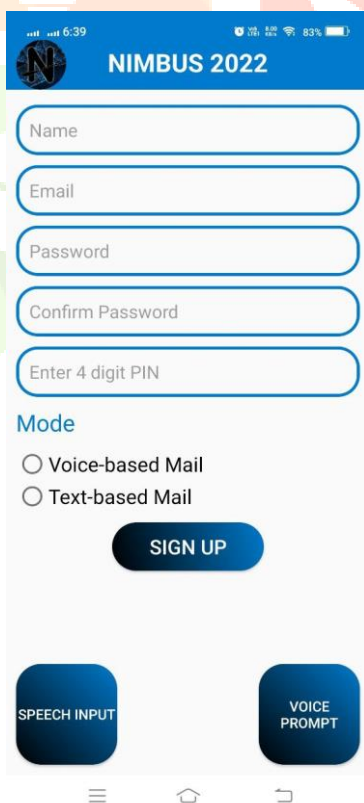 6:39
83%
N
NIMBUS 2022
Name
Email
Password
Confirm Password
Enter 4 digit PIN
Mode
Voice-based Mail
Text-based Mail
SIGN UP
SPEECH INPUT
VOICE
PROMPT